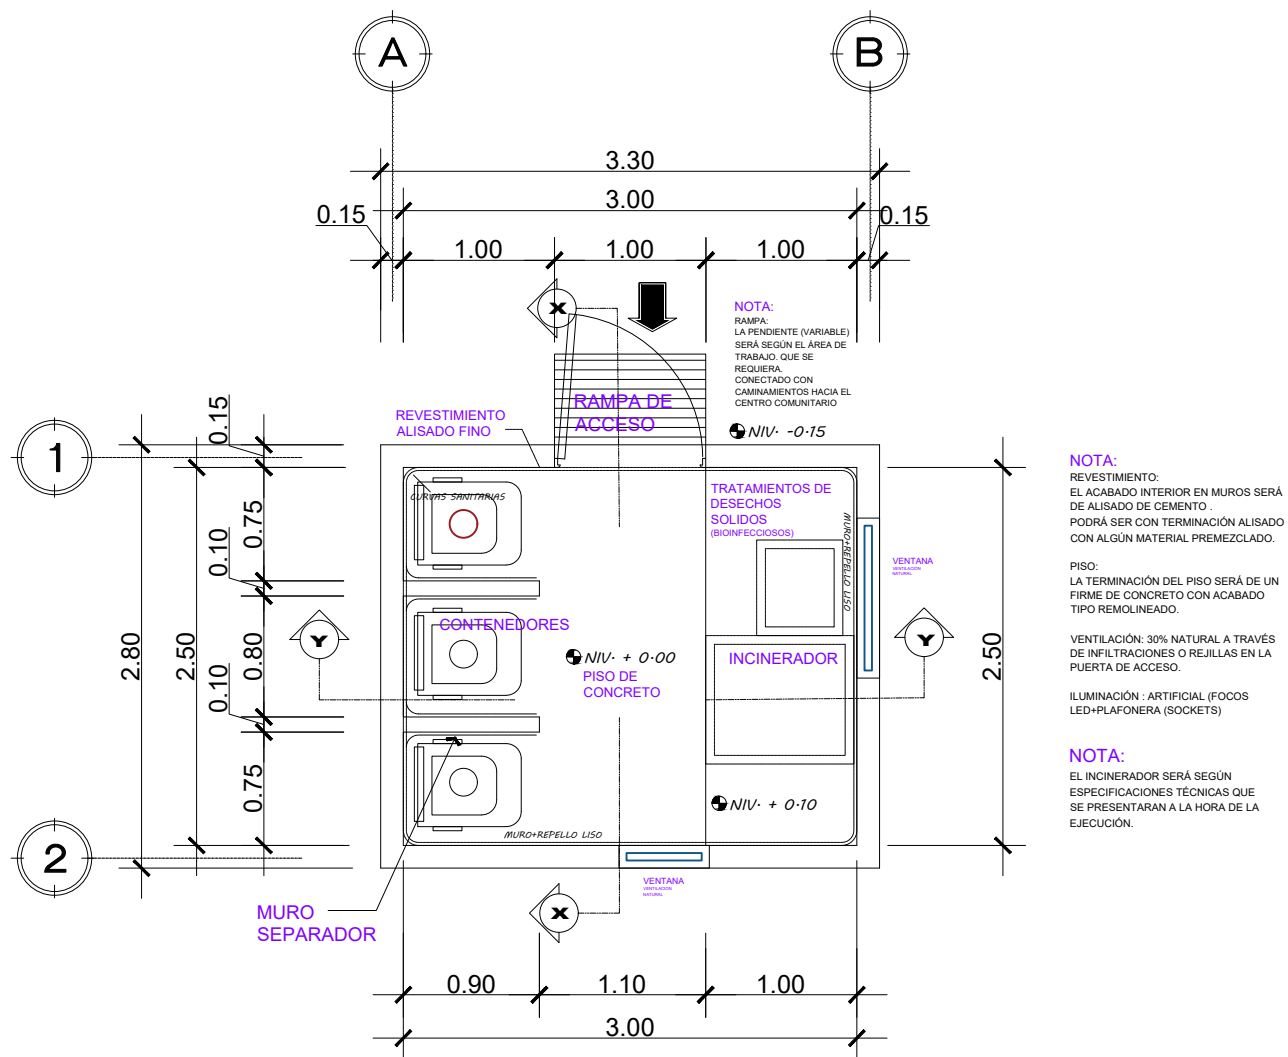 A
B
3.30
3.00
0.15
0.15
1.00
1.00
1.00
X
NOTA:
RAMPA:
LA PENDIENTE (VARIABLE)
SERÁ SEGÚN EL ÁREA DE
TRABAJO. QUE SE
REQUIERA.
CONECTADO CON
CAMINAMIENTOS HACIA EL
CENTRO COMUNITARIO
RAMPA DE
ACCESO
REVESTIMIENTO
ALISADO FINO
NIV. -0.15
1
0.15
0.75
0.10
0.80
0.10
0.75
2.80
2.50
2.50
CURVAS SANITARIAS
TRATAMIENTOS DE
DESECHOS
SOLIDOS
(BIOINFECCIOSOS)
MURO+REPELLO LISO
VENTANA
VENTILACION
NATURAL
NOTA:
REVESTIMIENTO:
EL ACABADO INTERIOR EN MUROS SERÁ
DE ALISADO DE CEMENTO .
PODRÁ SER CON TERMINACIÓN ALISADO
CON ALGÚN MATERIAL PREMEZCLADO.
PISO:
LA TERMINACIÓN DEL PISO SERÁ DE UN
FIRME DE CONCRETO CON ACABADO
TIPO REMOLINEADO.
VENTILACIÓN: 30% NATURAL A TRAVÉS
DE INFILTRACIONES O REJILLAS EN LA
PUERTA DE ACCESO.
ILUMINACIÓN : ARTIFICIAL (FOCOS
LED+PLAFONERA (SOCKETS)
NOTA:
EL INCINERADOR SERÁ SEGÚN
ESPECIFICACIONES TÉCNICAS QUE
SE PRESENTARAN A LA HORA DE LA
EJECUCIÓN.
Y
Y
CONTENEDORES
NIV. + 0.00
PISO DE
CONCRETO
INCINERADOR
NIV. + 0.10
MURO+REPELLO LISO
2
VENTANA
VENTILACION
NATURAL
MURO
SEPARADOR
X
0.90
1.10
1.00
3.00